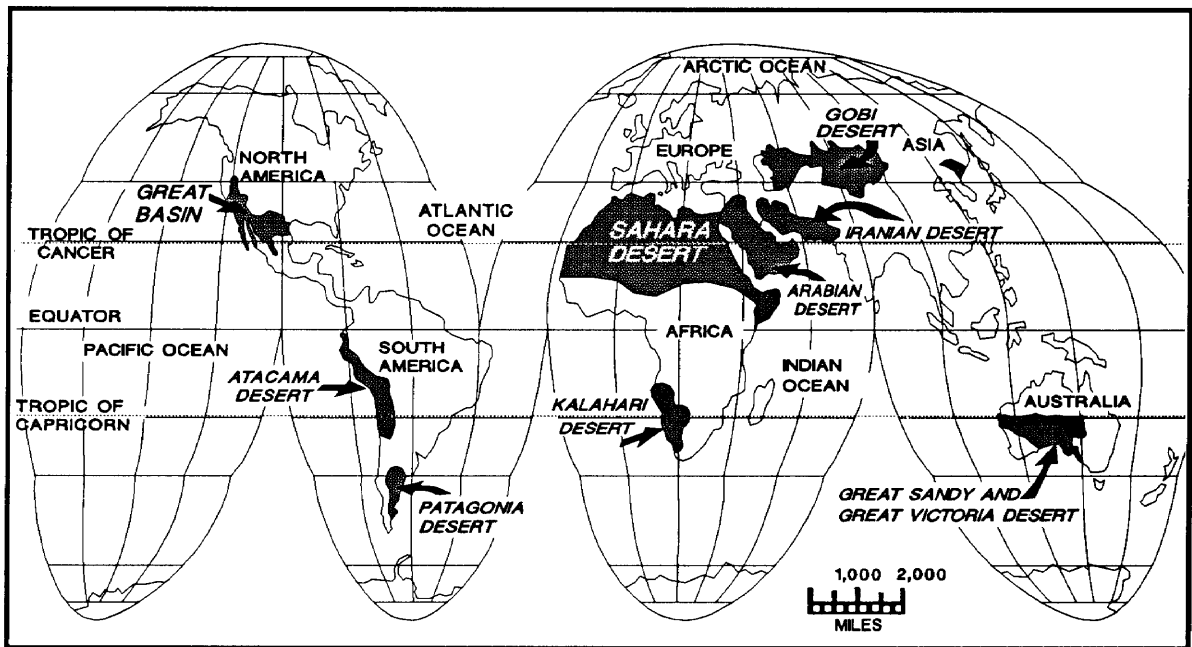 ARCTIC OCEAN
GOBI
DESERT
ASIA
EUROPE
NORTH
AMERICA
GREAT
BASIN
ATLANTIC
OCEAN
TROPIC OF
CANCER
SAHARA
DESERT
IRANIAN DESERT
ARABIAN
DESERT
EQUATOR
AFRICA
PACIFIC OCEAN
SOUTH
AMERICA
INDIAN
OCEAN
ATACAMA
DESERT
TROPIC OF
CAPRICORN
KALAHARI
DESERT
AUSTRALIA
PATAGONIA
DESERT
GREAT SANDY AND
GREAT VICTORIA DESERT
1,000 2,000
MILES